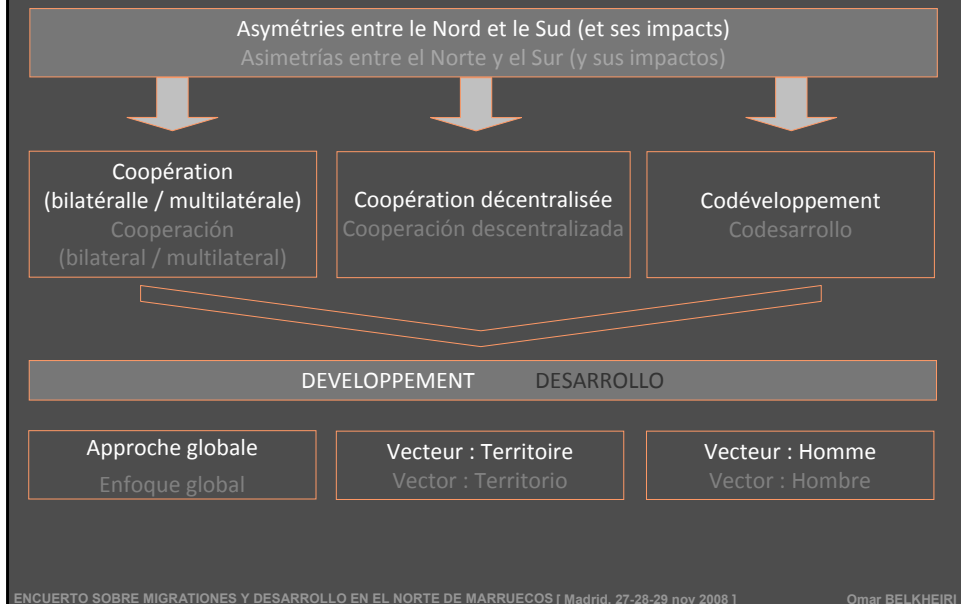 Asymétries entre le Nord et le Sud (et ses impacts)
Asimetrías entre el Norte y el Sur (y sus impactos)
Coopération
(bilatéralle / multilatérale)
Cooperación
(bilateral / multilateral)
Coopération décentralisée
Cooperación descentralizada
Codéveloppement
Codesarrollo
DEVELOPPEMENT DESARROLLO
Approche globale
Enfoque global
Vecteur : Territoire
Vector : Territorio
Vecteur : Homme
Vector : Hombre
ENCUERTO SOBRE MIGRATIONES Y DESARROLLO EN EL NORTE DE MARRUECOS [ Madrid, 27-28-29 nov 2008 ] Omar BELKHEIRI